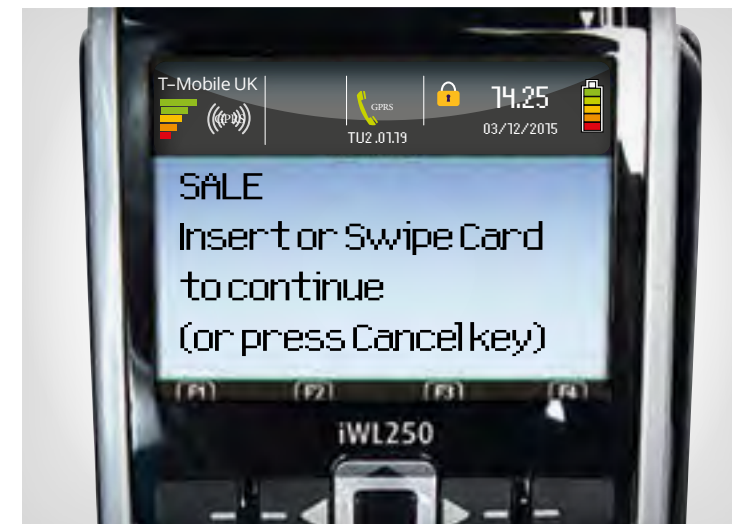 T-Mobile UK
GPRS
GPRS
TU2.01.19
14.25
03/12/2015
SALE
Insert or Swipe Card
to continue
(or press Cancel key)
F1 F2 F3 F4
iWL250